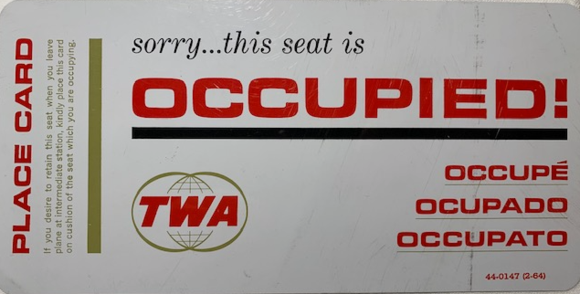 PLACE CARD
If you desire to retain this seat when you leave
plane at intermediate station, kindly place this card
on cushion of the seat which you are occupying.
sorry...this seat is
OCCUPIED!
TWA
OCCUPÉ
OCUPADO
OCCUPATO
44-0147 (2-64)